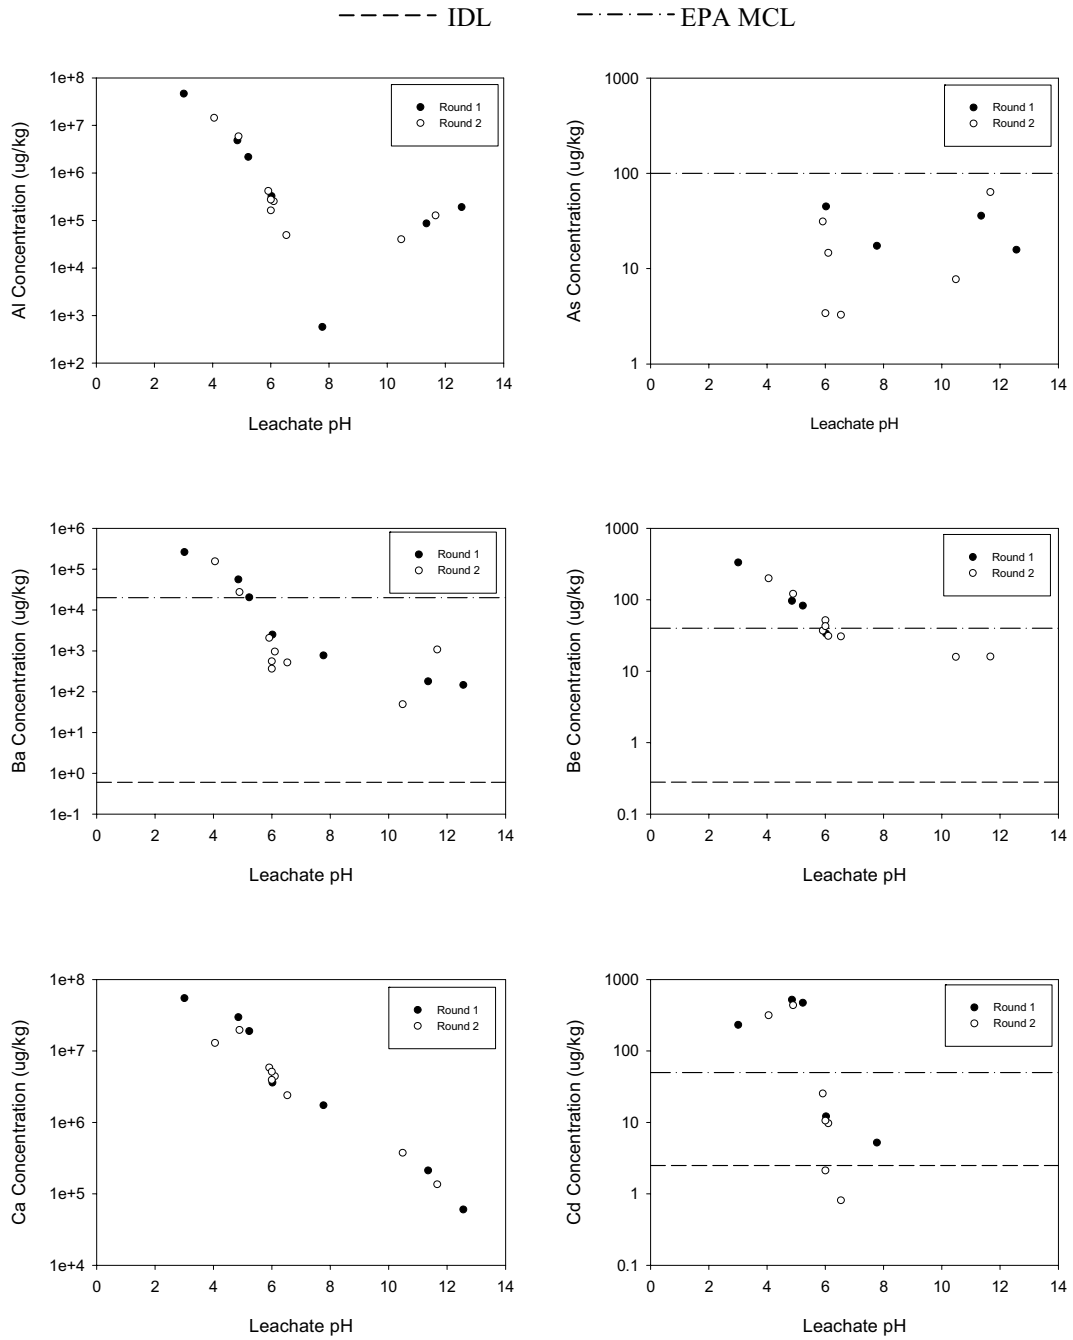 IDL EPA MCL
Al Concentration (ug/kg)
1e+8
1e+7
1e+6
1e+5
1e+4
1e+3
1e+2
0 2 4 6 8 10 12 14
Leachate pH
Round 1
Round 2
As Concentration (ug/kg)
1000
100
10
1
0 2 4 6 8 10 12 14
Leachate pH
Round 1
Round 2
Ba Concentration (ug/kg)
1e+6
1e+5
1e+4
1e+3
1e+2
1e+1
1e+0
1e-1
0 2 4 6 8 10 12 14
Leachate pH
Round 1
Round 2
Be Concentration (ug/kg)
1000
100
10
1
0.1
0 2 4 6 8 10 12 14
Leachate pH
Round 1
Round 2
Ca Concentration (ug/kg)
1e+8
1e+7
1e+6
1e+5
1e+4
0 2 4 6 8 10 12 14
Leachate pH
Round 1
Round 2
Cd Concentration (ug/kg)
1000
100
10
1
0.1
0 2 4 6 8 10 12 14
Leachate pH
Round 1
Round 2